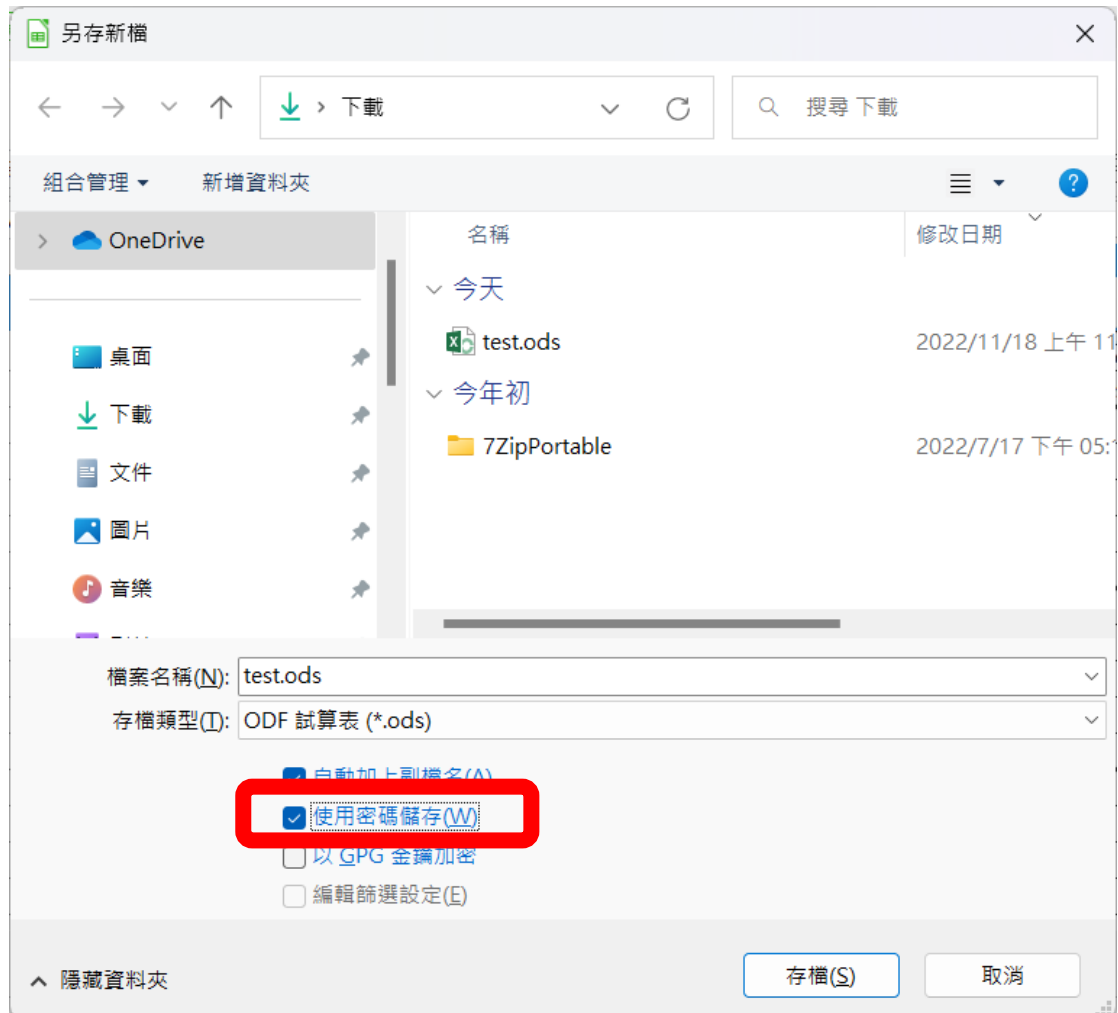 另存新檔
下載
搜尋 下載
組合管理
新增資料夾
OneDrive
名稱
修改日期
今天
test.ods
2022/11/18 上午 11
今年初
7ZipPortable
2022/7/17 下午 05:
桌面
下載
文件
圖片
音樂
檔案名稱(N): test.ods
存檔類型(T): ODF 試算表 (*.ods)
自動加上副檔名(A)
使用密碼儲存(W)
以 GPG 金鑰加密
編輯篩選設定(E)
隱藏資料夾
存檔(S)
取消